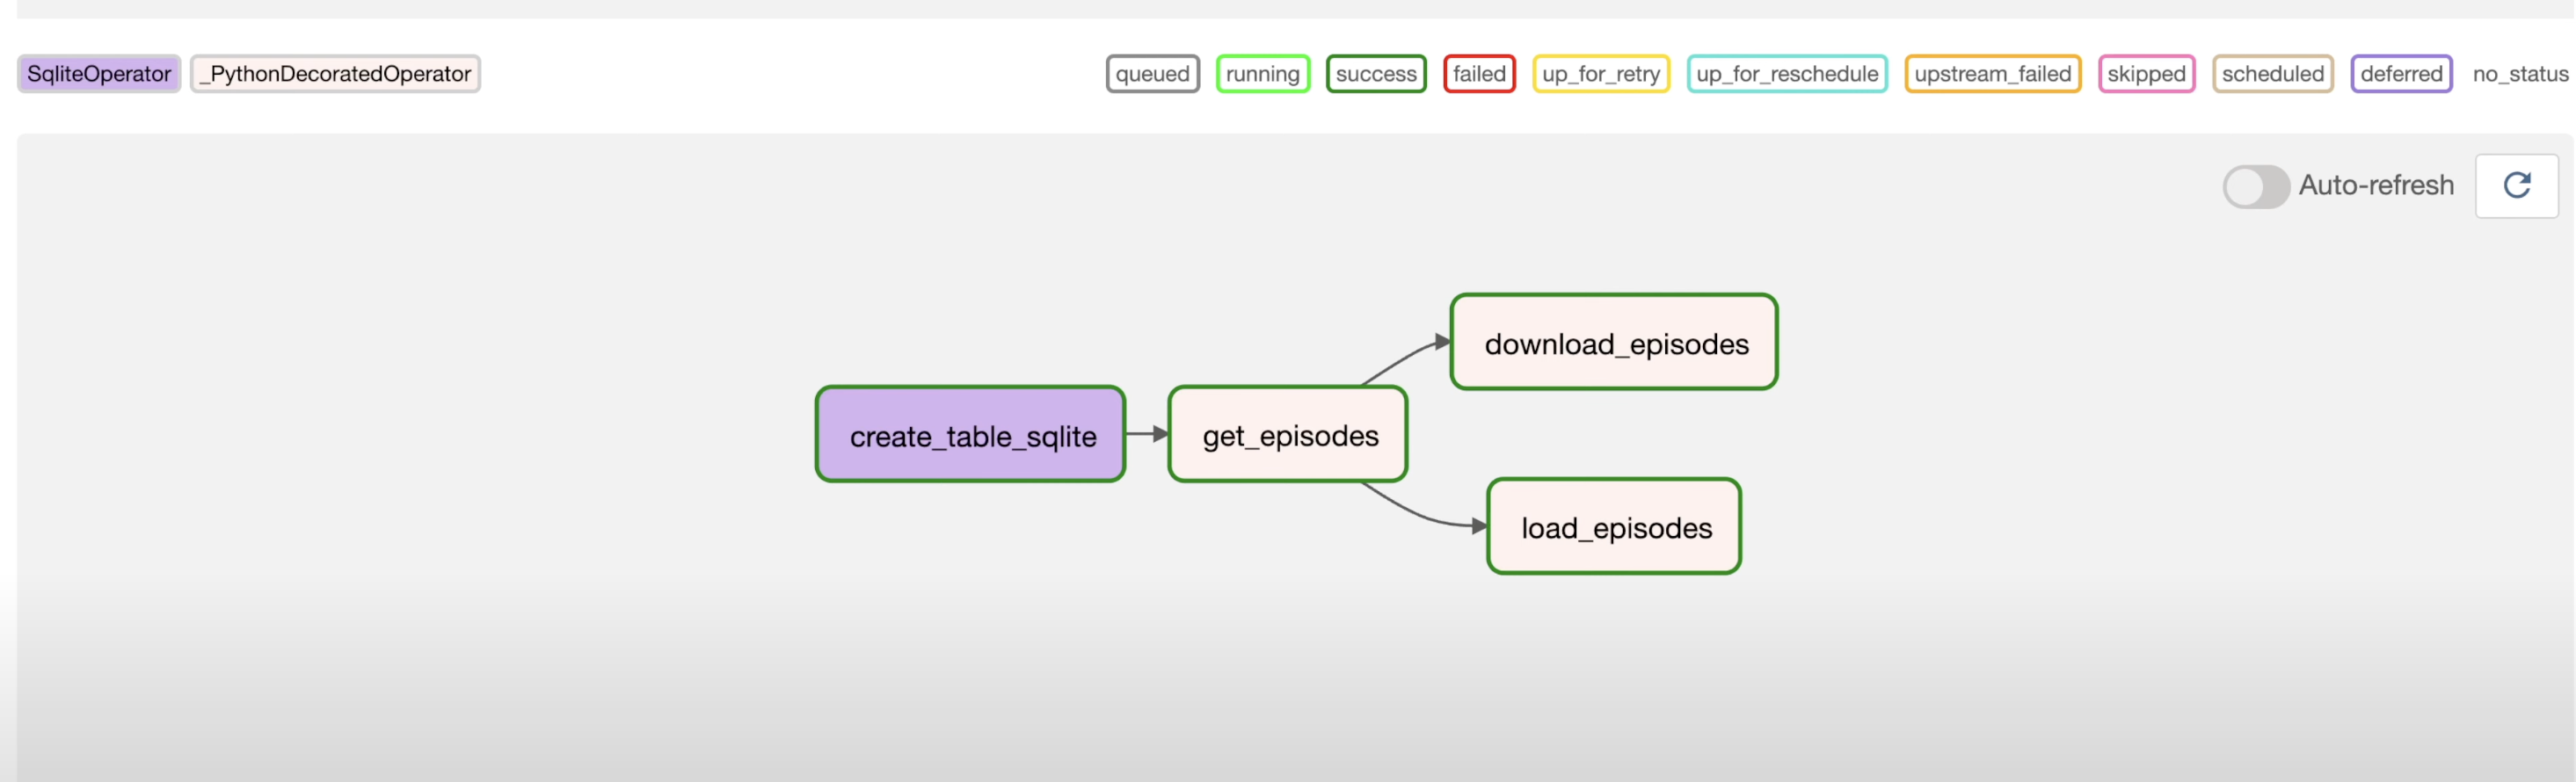 SqliteOperator _PythonDecoratedOperator queued running success failed up_for_retry up_for_reschedule upstream_failed skipped scheduled deferred no_status
Auto-refresh
download_episodes
create_table_sqlite get_episodes
load_episodes